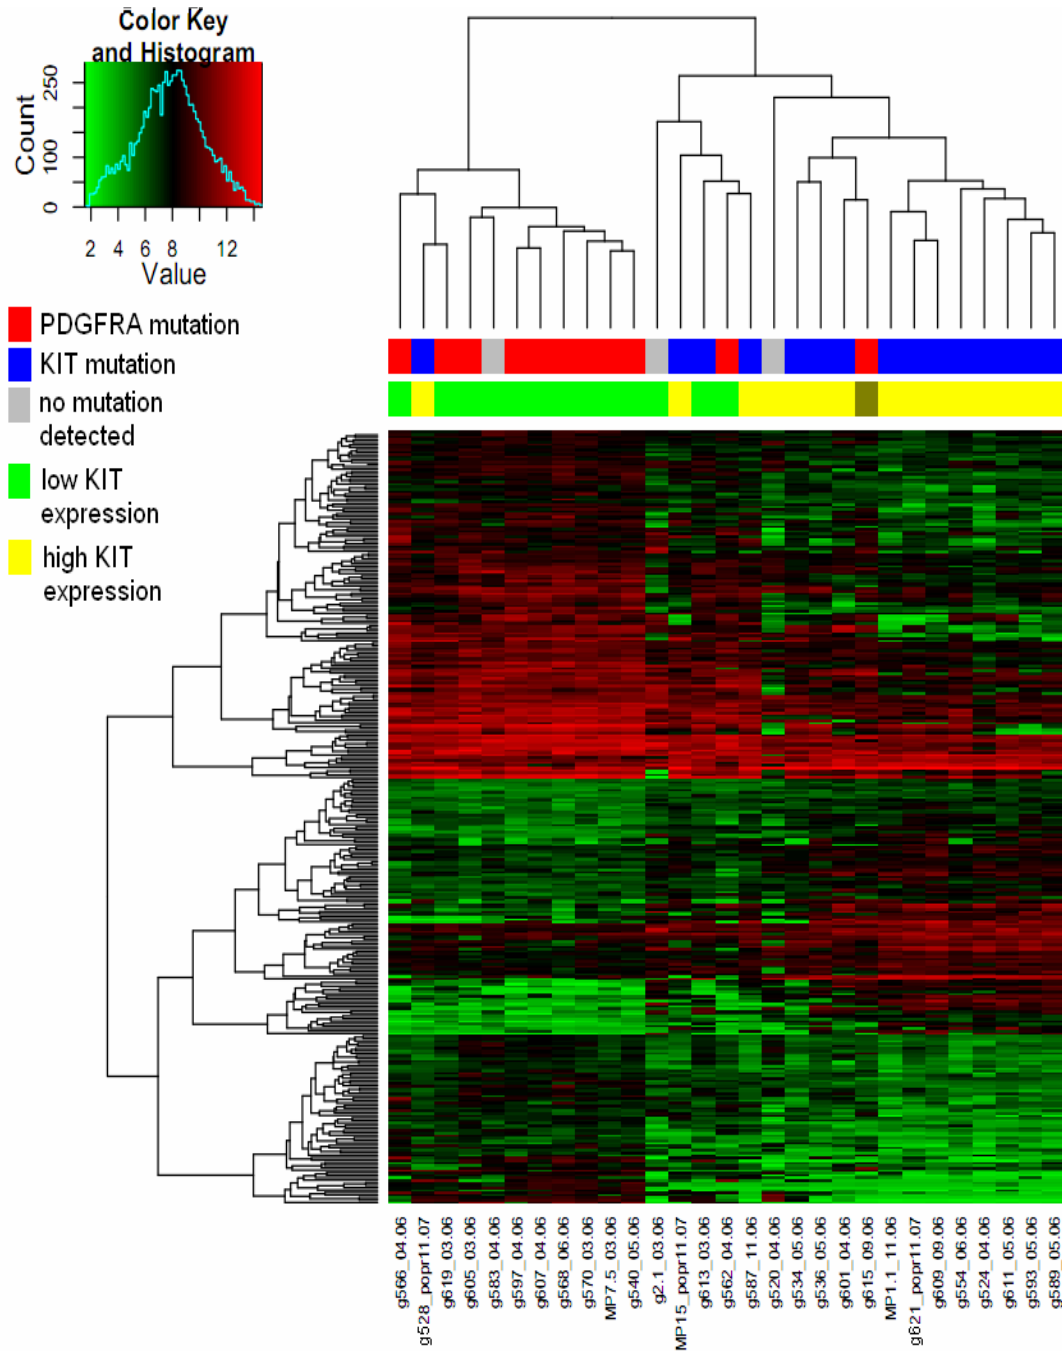 Color Key
and Histogram
Count
0
100
250
2 4 6 8 12
Value
PDGFRA mutation
KIT mutation
no mutation
detected
low KIT
expression
high KIT
expression
g566_04.06
g528_popr11.07
g619_03.06
g605_03.06
g583_04.06
g597_04.06
g607_04.06
g568_06.06
g570_03.06
MP7.5_03.06
g540_05.06
g2.1_03.06
MP15_popr11.07
g613_03.06
g562_04.06
g587_11.06
g520_04.06
g534_05.06
g536_05.06
g601_04.06
g615_09.06
MP1.1_11.06
g621_popr11.07
g609_09.06
g554_06.06
g524_04.06
g611_05.06
g593_05.06
g589_05.06